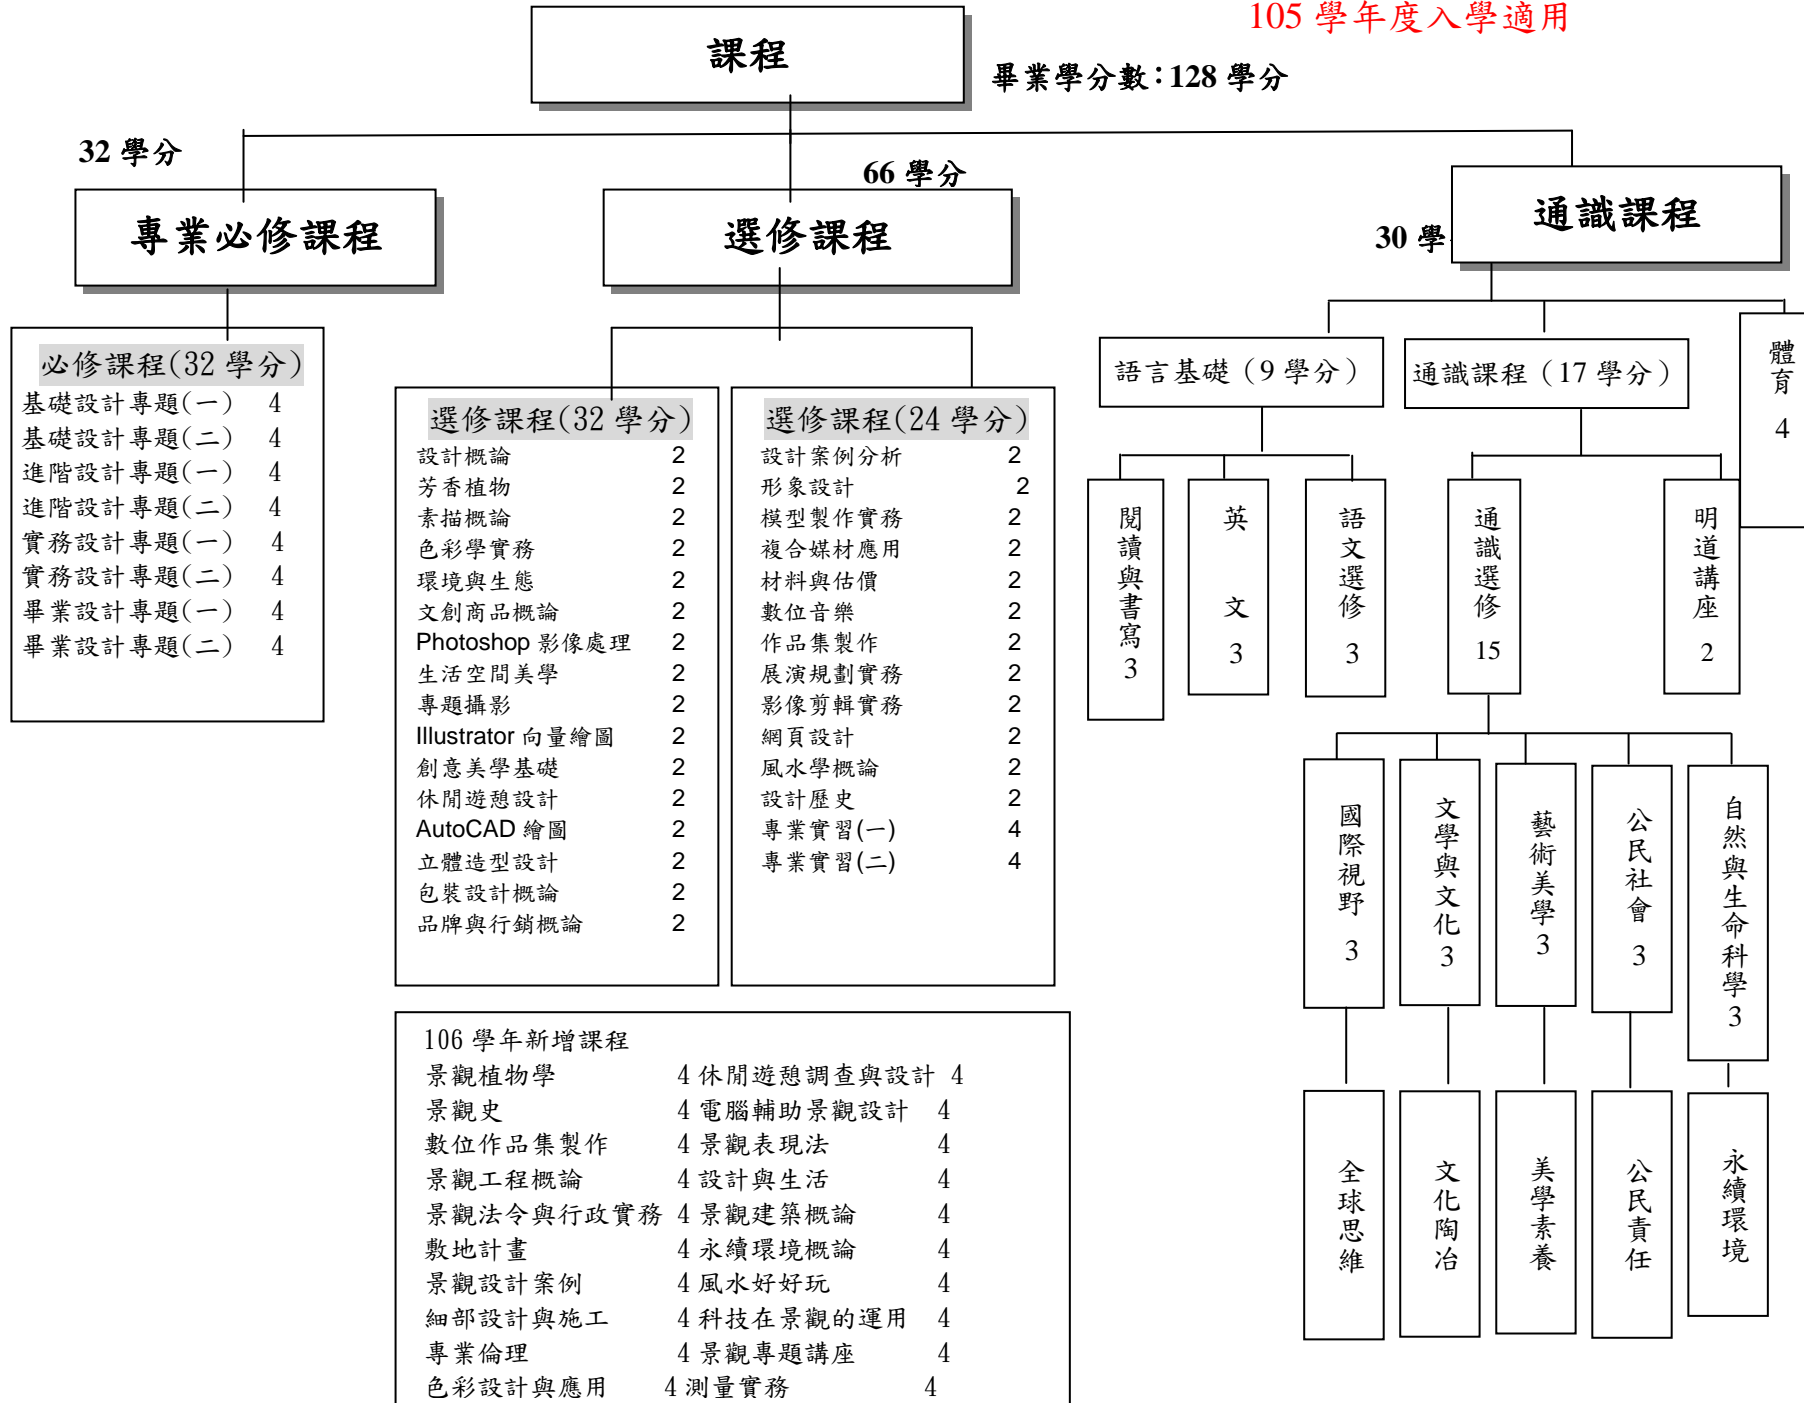 105 學年度入學適用
課程
畢業學分數：128 學分
32 學分
66 學分
30 學
專業必修課程
選修課程
通識課程
必修課程(32 學分)
基礎設計專題(一) 4
基礎設計專題(二) 4
進階設計專題(一) 4
進階設計專題(二) 4
實務設計專題(一) 4
實務設計專題(二) 4
畢業設計專題(一) 4
畢業設計專題(二) 4
選修課程(32 學分)
設計概論 2
芳香植物 2
素描概論 2
色彩學實務 2
環境與生態 2
文創商品概論 2
Photoshop 影像處理 2
生活空間美學 2
專題攝影 2
Illustrator 向量繪圖 2
創意美學基礎 2
休閒遊憩設計 2
AutoCAD 繪圖 2
立體造型設計 2
包裝設計概論 2
品牌與行銷概論 2
選修課程(24 學分)
設計案例分析 2
形象設計 2
模型製作實務 2
複合媒材應用 2
材料與估價 2
數位音樂 2
作品集製作 2
展演規劃實務 2
影像剪輯實務 2
網頁設計 2
風水學概論 2
設計歷史 2
專業實習(一) 4
專業實習(二) 4
106 學年新增課程
景觀植物學 4 休閒遊憩調查與設計 4
景觀史 4 電腦輔助景觀設計 4
數位作品集製作 4 景觀表現法 4
景觀工程概論 4 設計與生活 4
景觀法令與行政實務 4 景觀建築概論 4
敷地計畫 4 永續環境概論 4
景觀設計案例 4 風水好好玩 4
細部設計與施工 4 科技在景觀的運用 4
專業倫理 4 景觀專題講座 4
色彩設計與應用 4 測量實務 4
語言基礎（9 學分）
通識課程（17 學分）
體育 4
閱讀與書寫 3
英文 3
語文選修 3
通識選修 15
明道講座 2
國際視野 3
文學與文化 3
藝術美學 3
公民社會 3
自然與生命科學 3
全球思維
文化陶冶
美學素養
公民責任
永續環境